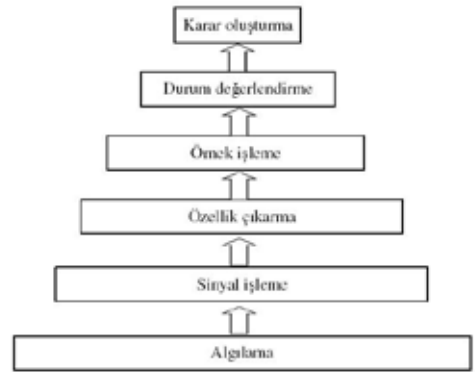 Karar oluşturma
Durum değerlendirme
Örnek işleme
Özellik çıkarma
Sinyal işleme
Algılama